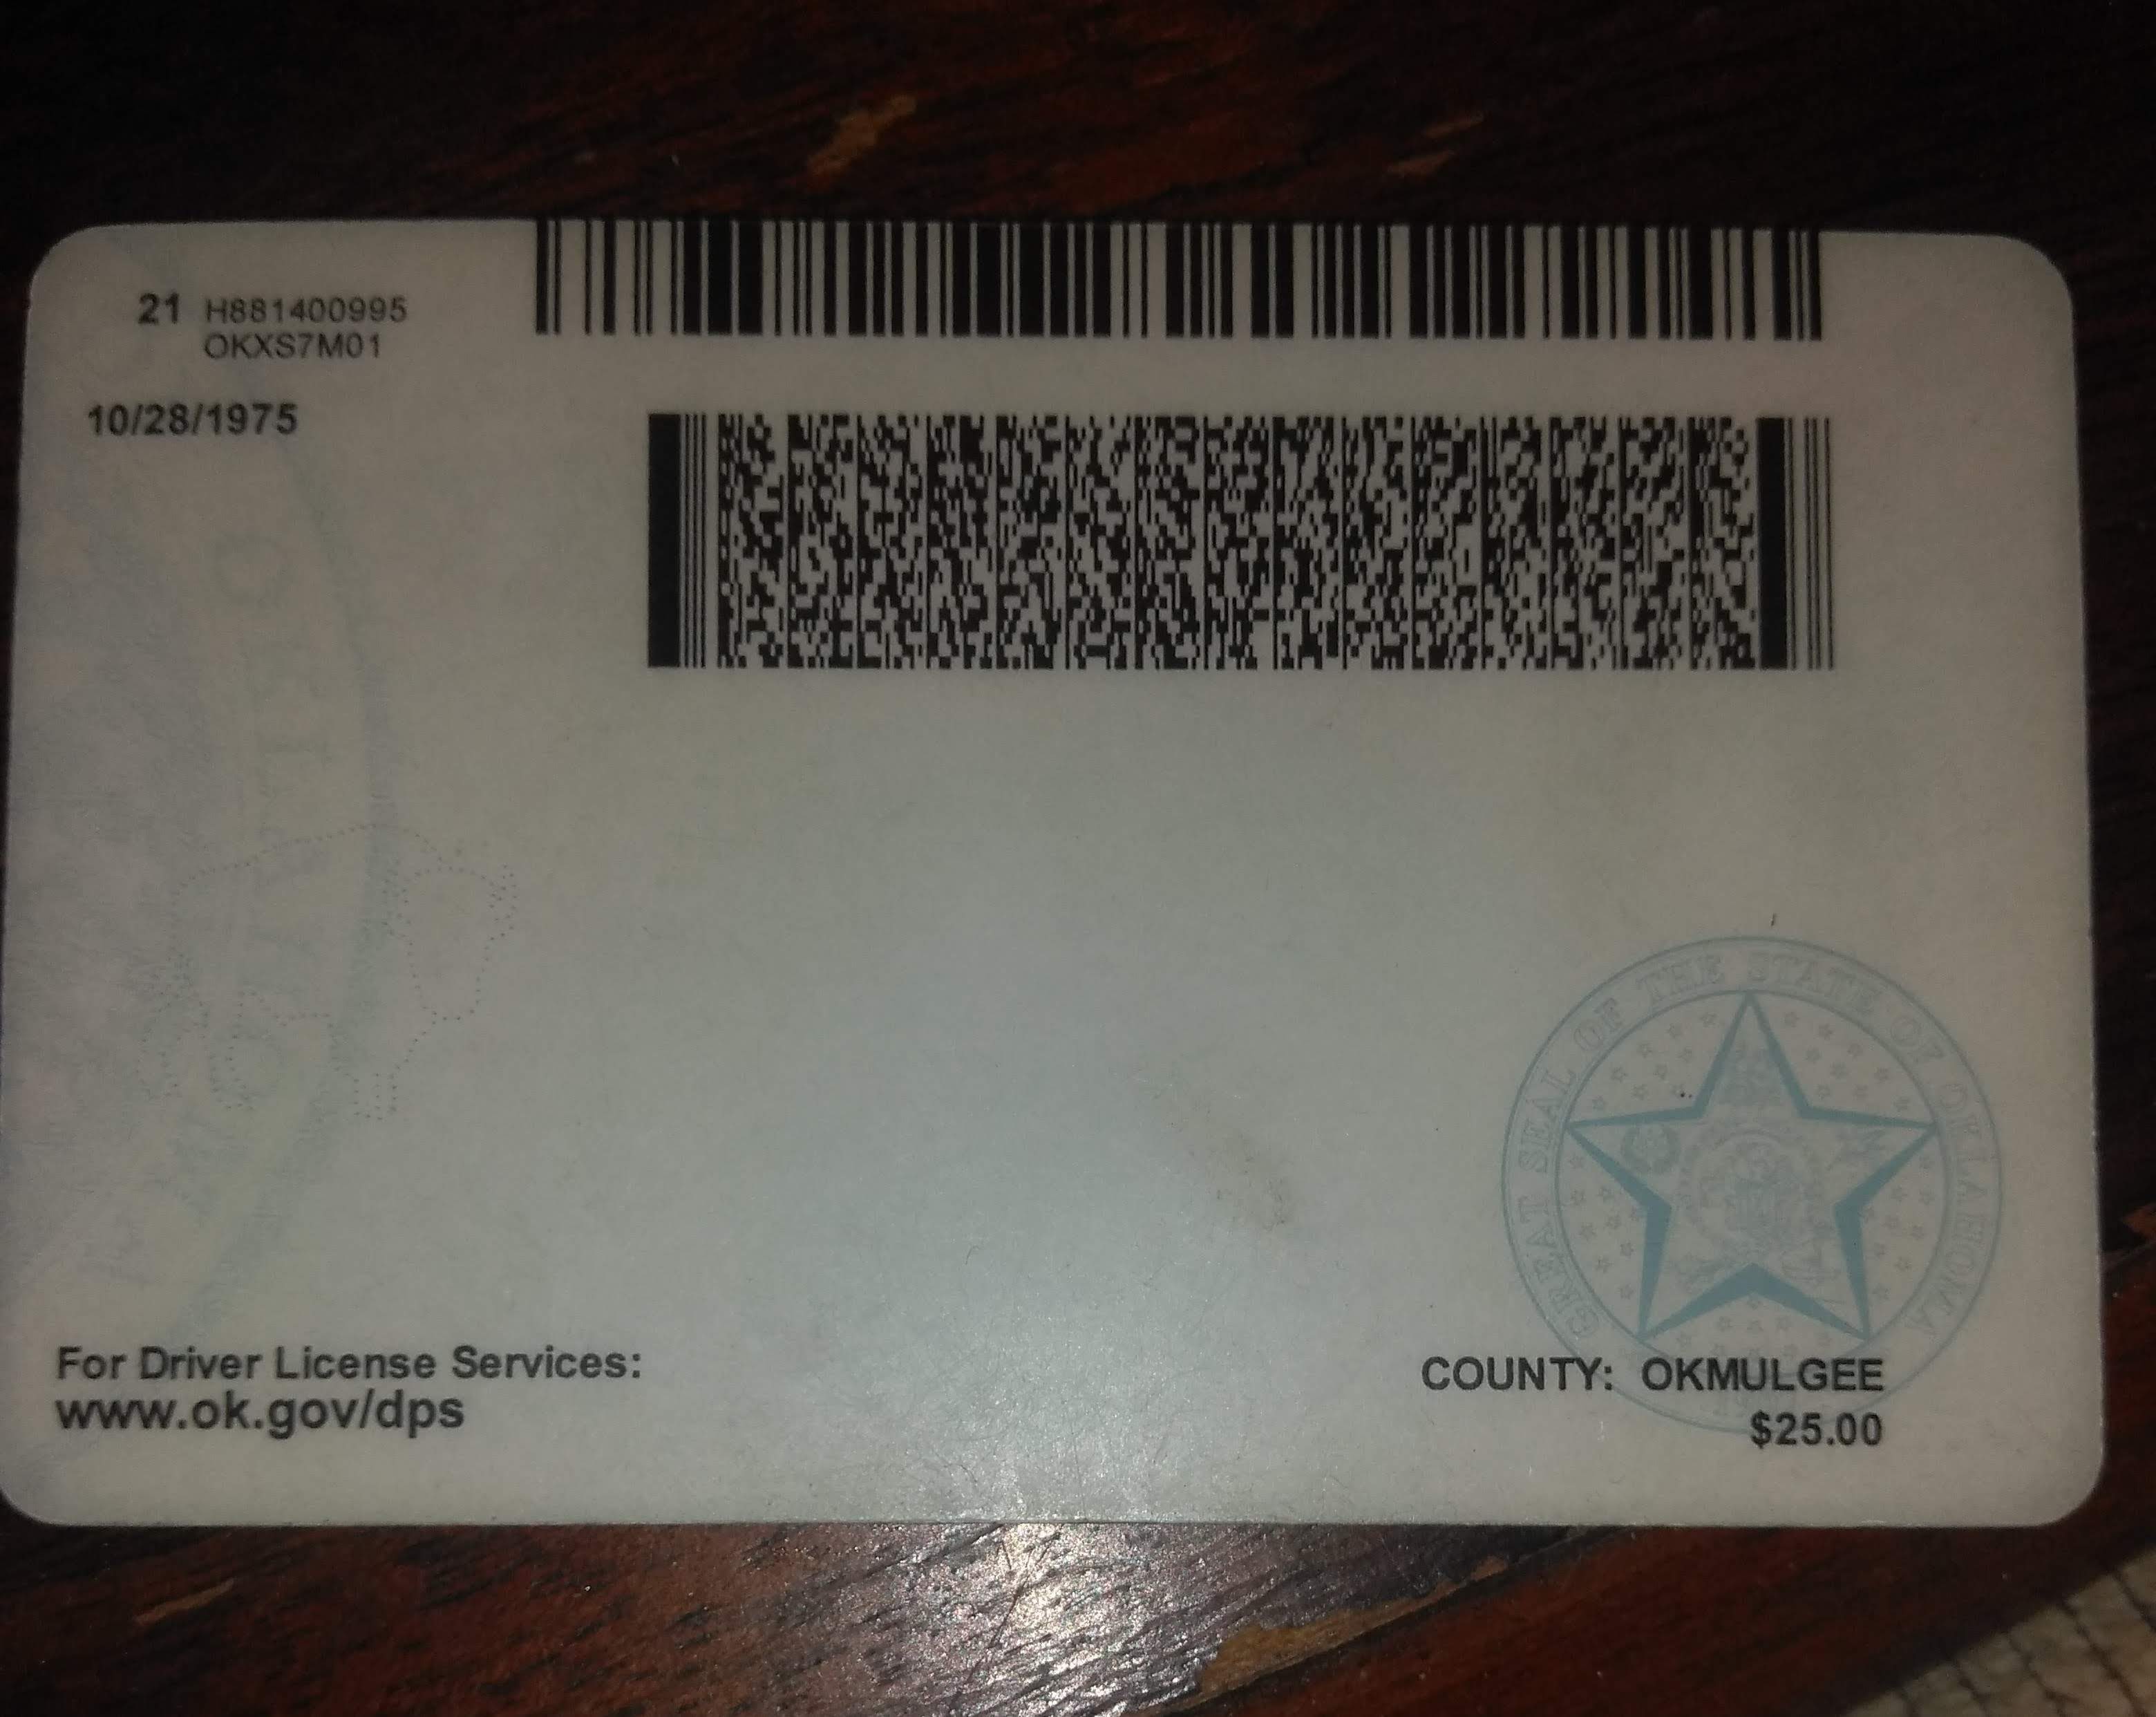 21 H881400995
OKXS7M01
10/28/1975
GREAT SEAL OF THE STATE OF OKLAHOMA
For Driver License Services:
www.ok.gov/dps
COUNTY: OKMULGEE
$25.00